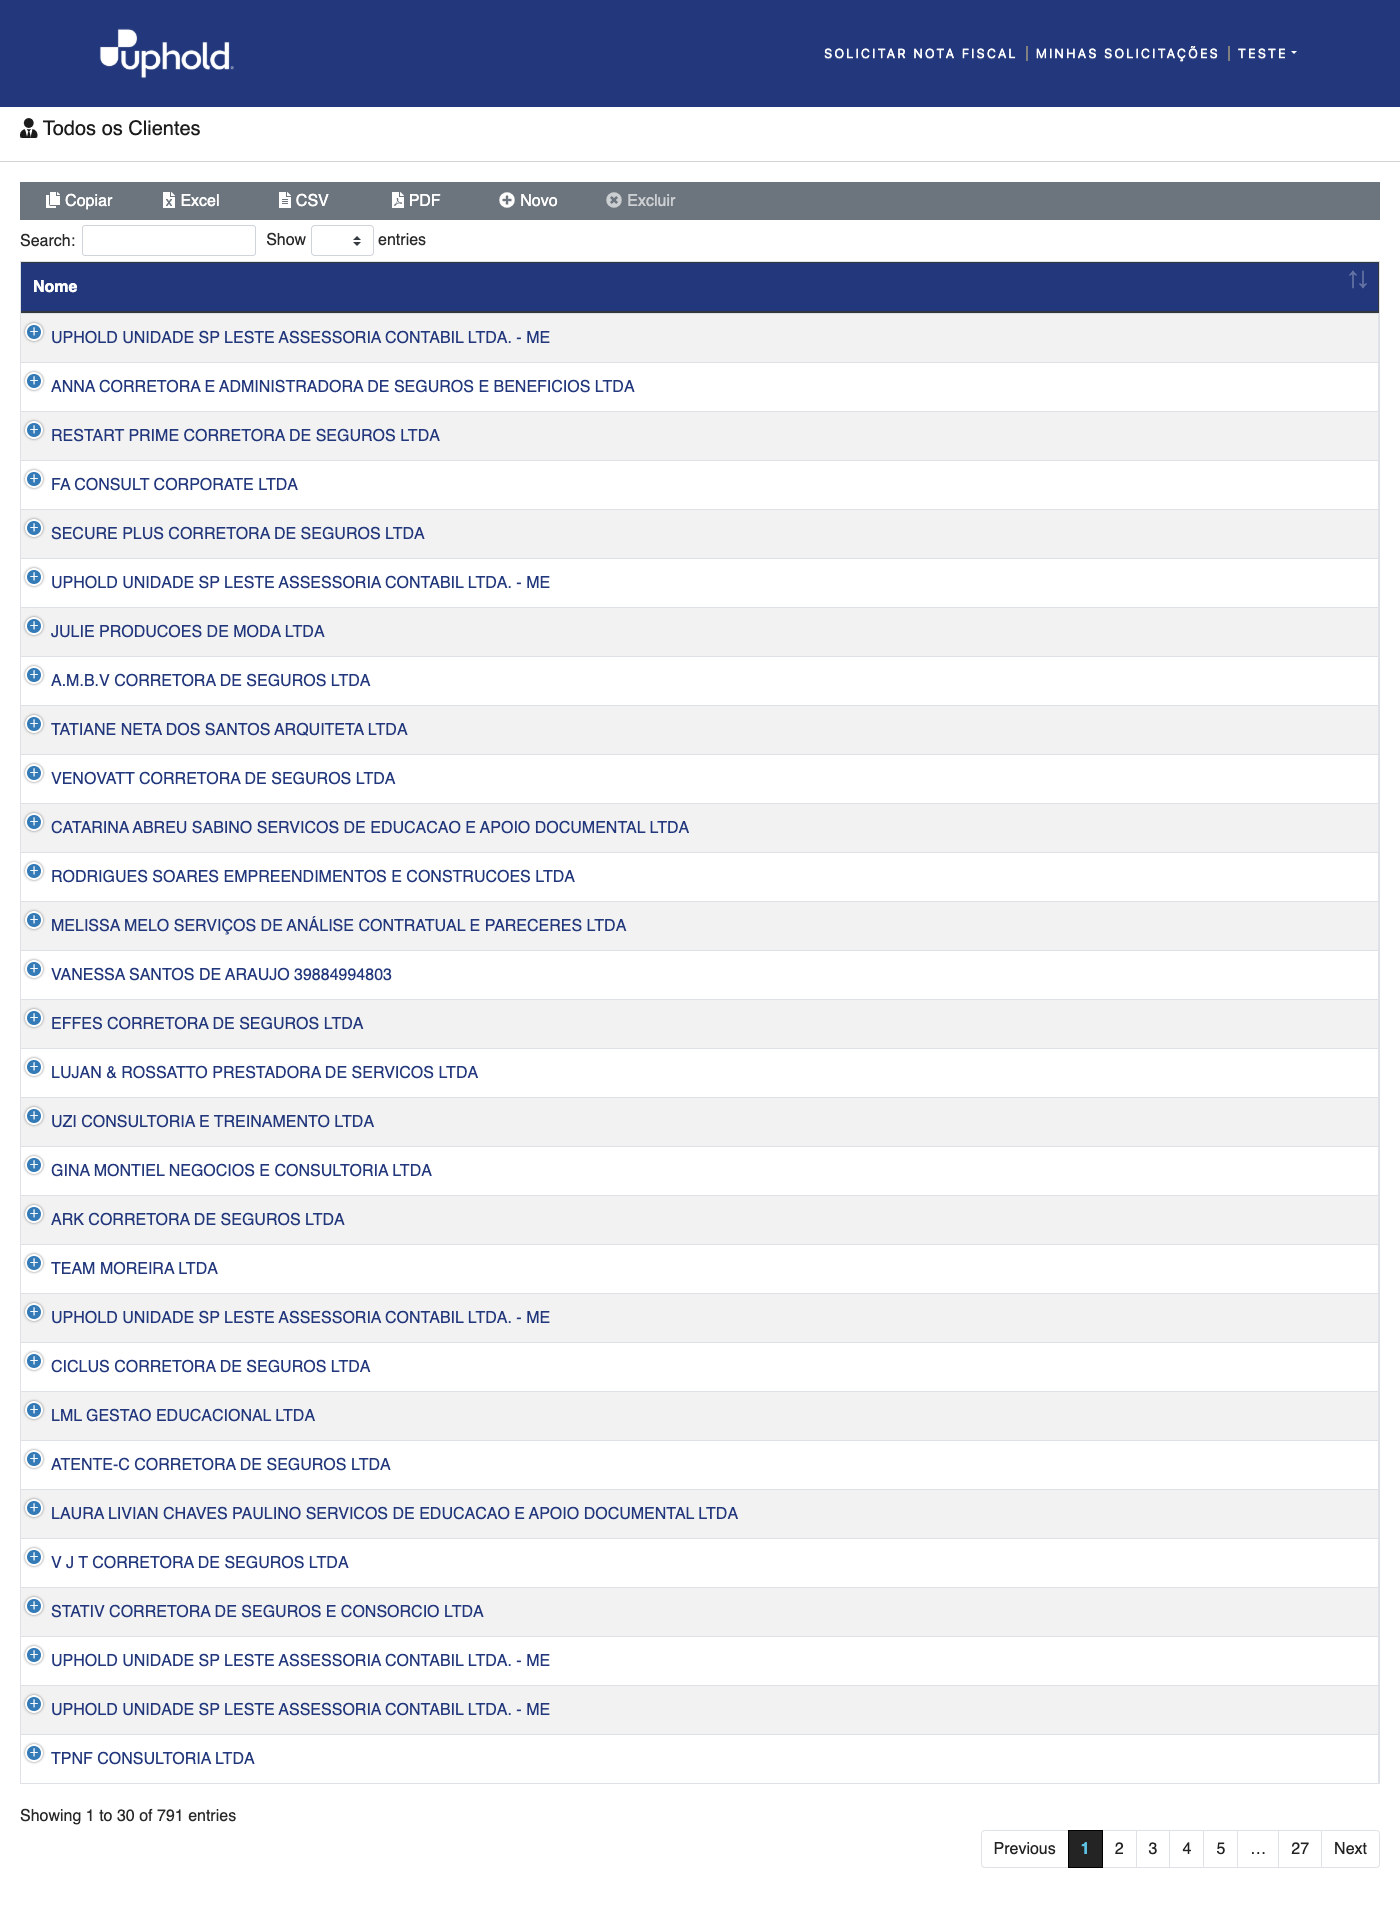 uphold
SOLICITAR NOTA FISCAL | MINHAS SOLICITAÇÕES | TESTE
Todos os Clientes
Copiar Excel CSV PDF Novo Excluir
Search: Show entries
Nome
UPHOLD UNIDADE SP LESTE ASSESSORIA CONTABIL LTDA. - ME
ANNA CORRETORA E ADMINISTRADORA DE SEGUROS E BENEFICIOS LTDA
RESTART PRIME CORRETORA DE SEGUROS LTDA
FA CONSULT CORPORATE LTDA
SECURE PLUS CORRETORA DE SEGUROS LTDA
UPHOLD UNIDADE SP LESTE ASSESSORIA CONTABIL LTDA. - ME
JULIE PRODUCOES DE MODA LTDA
A.M.B.V CORRETORA DE SEGUROS LTDA
TATIANE NETA DOS SANTOS ARQUITETA LTDA
VENOVATT CORRETORA DE SEGUROS LTDA
CATARINA ABREU SABINO SERVICOS DE EDUCACAO E APOIO DOCUMENTAL LTDA
RODRIGUES SOARES EMPREENDIMENTOS E CONSTRUCOES LTDA
MELISSA MELO SERVIÇOS DE ANÁLISE CONTRATUAL E PARECERES LTDA
VANESSA SANTOS DE ARAUJO 39884994803
EFFES CORRETORA DE SEGUROS LTDA
LUJAN & ROSSATTO PRESTADORA DE SERVICOS LTDA
UZI CONSULTORIA E TREINAMENTO LTDA
GINA MONTIEL NEGOCIOS E CONSULTORIA LTDA
ARK CORRETORA DE SEGUROS LTDA
TEAM MOREIRA LTDA
UPHOLD UNIDADE SP LESTE ASSESSORIA CONTABIL LTDA. - ME
CICLUS CORRETORA DE SEGUROS LTDA
LML GESTAO EDUCACIONAL LTDA
ATENTE-C CORRETORA DE SEGUROS LTDA
LAURA LIVIAN CHAVES PAULINO SERVICOS DE EDUCACAO E APOIO DOCUMENTAL LTDA
V J T CORRETORA DE SEGUROS LTDA
STATIV CORRETORA DE SEGUROS E CONSORCIO LTDA
UPHOLD UNIDADE SP LESTE ASSESSORIA CONTABIL LTDA. - ME
UPHOLD UNIDADE SP LESTE ASSESSORIA CONTABIL LTDA. - ME
TPNF CONSULTORIA LTDA
Showing 1 to 30 of 791 entries
Previous 1 2 3 4 5 … 27 Next